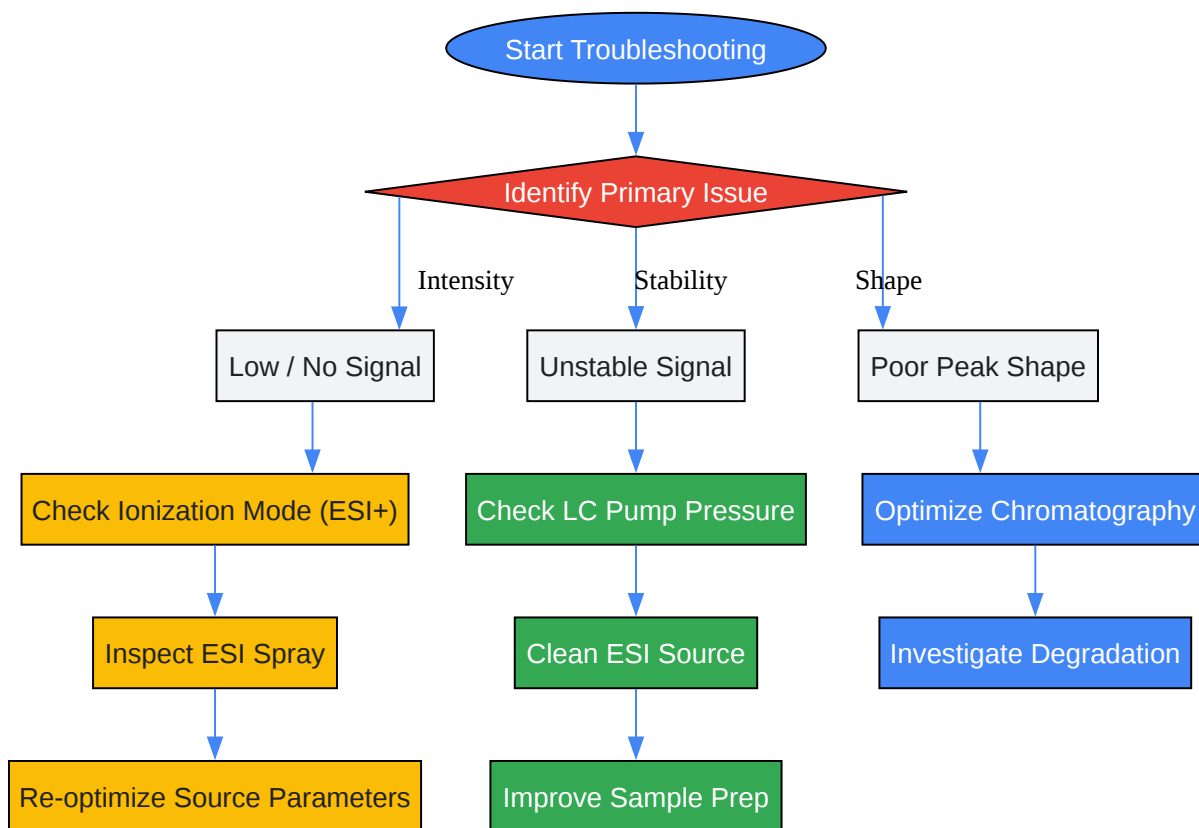 Start Troubleshooting
Identify Primary Issue
Intensity
Stability
Shape
Low / No Signal
Unstable Signal
Poor Peak Shape
Check Ionization Mode (ESI+)
Check LC Pump Pressure
Optimize Chromatography
Inspect ESI Spray
Clean ESI Source
Investigate Degradation
Re-optimize Source Parameters
Improve Sample Prep